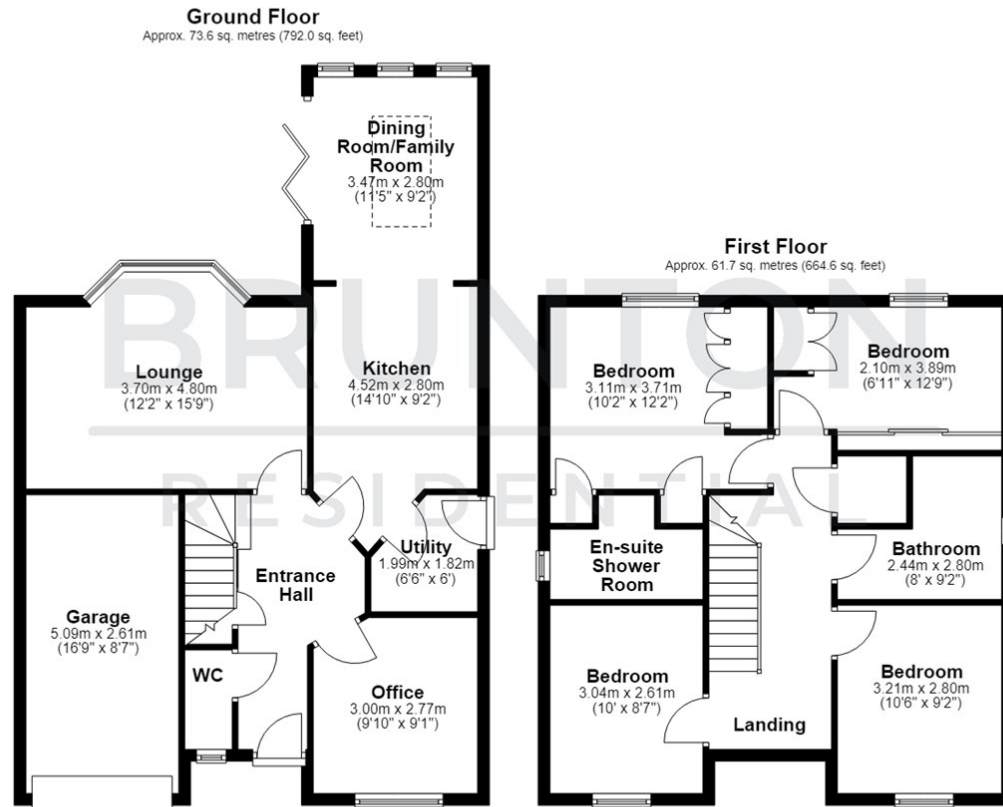 Ground Floor
Approx. 73.6 sq. metres (792.0 sq. feet)
Dining
Room/Family
Room
3.47m x 2.80m
(11'5" x 9'2")
Lounge
3.70m x 4.80m
(12'2" x 15'9")
Kitchen
4.52m x 2.80m
(14'10" x 9'2")
Utility
1.99m x 1.82m
(6'6" x 6')
Entrance
Hall
Garage
5.09m x 2.61m
(16'9" x 8'7")
WC
Office
3.00m x 2.77m
(9'10" x 9'1")
First Floor
Approx. 61.7 sq. metres (664.6 sq. feet)
Bedroom
3.11m x 3.71m
(10'2" x 12'2")
Bedroom
2.10m x 3.89m
(6'11" x 12'9")
En-suite
Shower
Room
Bathroom
2.44m x 2.80m
(8' x 9'2")
Bedroom
3.04m x 2.61m
(10' x 8'7")
Landing
Bedroom
3.21m x 2.80m
(10'6" x 9'2")
BRUNTON
RESIDENTIAL